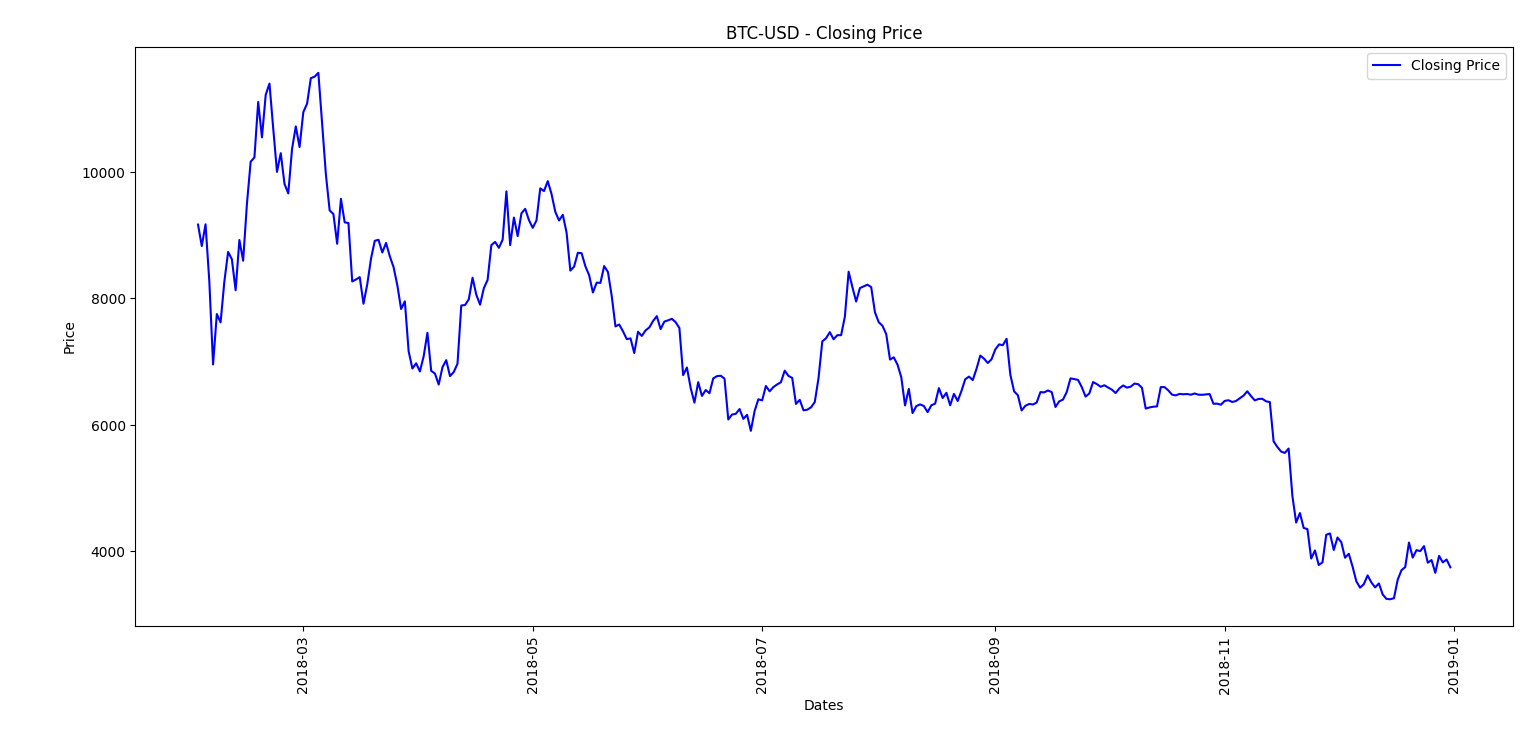 BTC-USD - Closing Price
Closing Price
Price
10000
8000
6000
4000
2018-03
2018-05
2018-07
2018-09
2018-11
2019-01
Dates